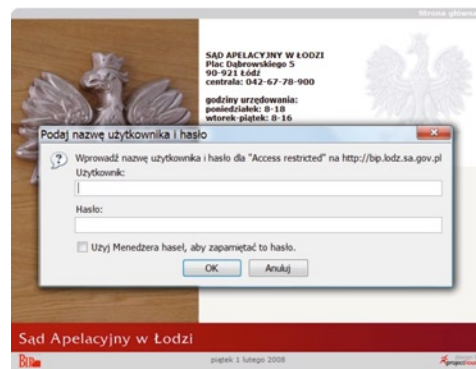 Strona główna
SĄD APELACYJNY W ŁODZI
Plac Dąbrowskiego 5
90-921 Łódź
centrala: 042-67-78-900
godziny urzędowania:
poniedziałek: 8-18
wtorek-piątek: 8-16
Podaj nazwę użytkownika i hasło
Wprowadź nazwę użytkownika i hasło dla "Access restricted" na http://bip.lodz.sa.gov.pl
Użytkownik:
Hasło:
Użyj Menedżera haseł, aby zapamiętać to hasło.
OK
Anuluj
Sąd Apelacyjny w Łodzi
BIP
piątek 1 lutego 2008